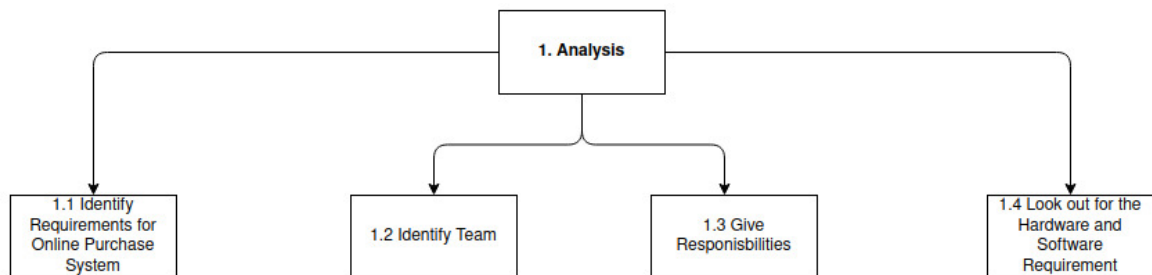 1. Analysis
1.1 Identify
Requirements for
Online Purchase
System
1.2 Identify Team
1.3 Give
Responisbilities
1.4 Look out for the
Hardware and
Software
Requirement